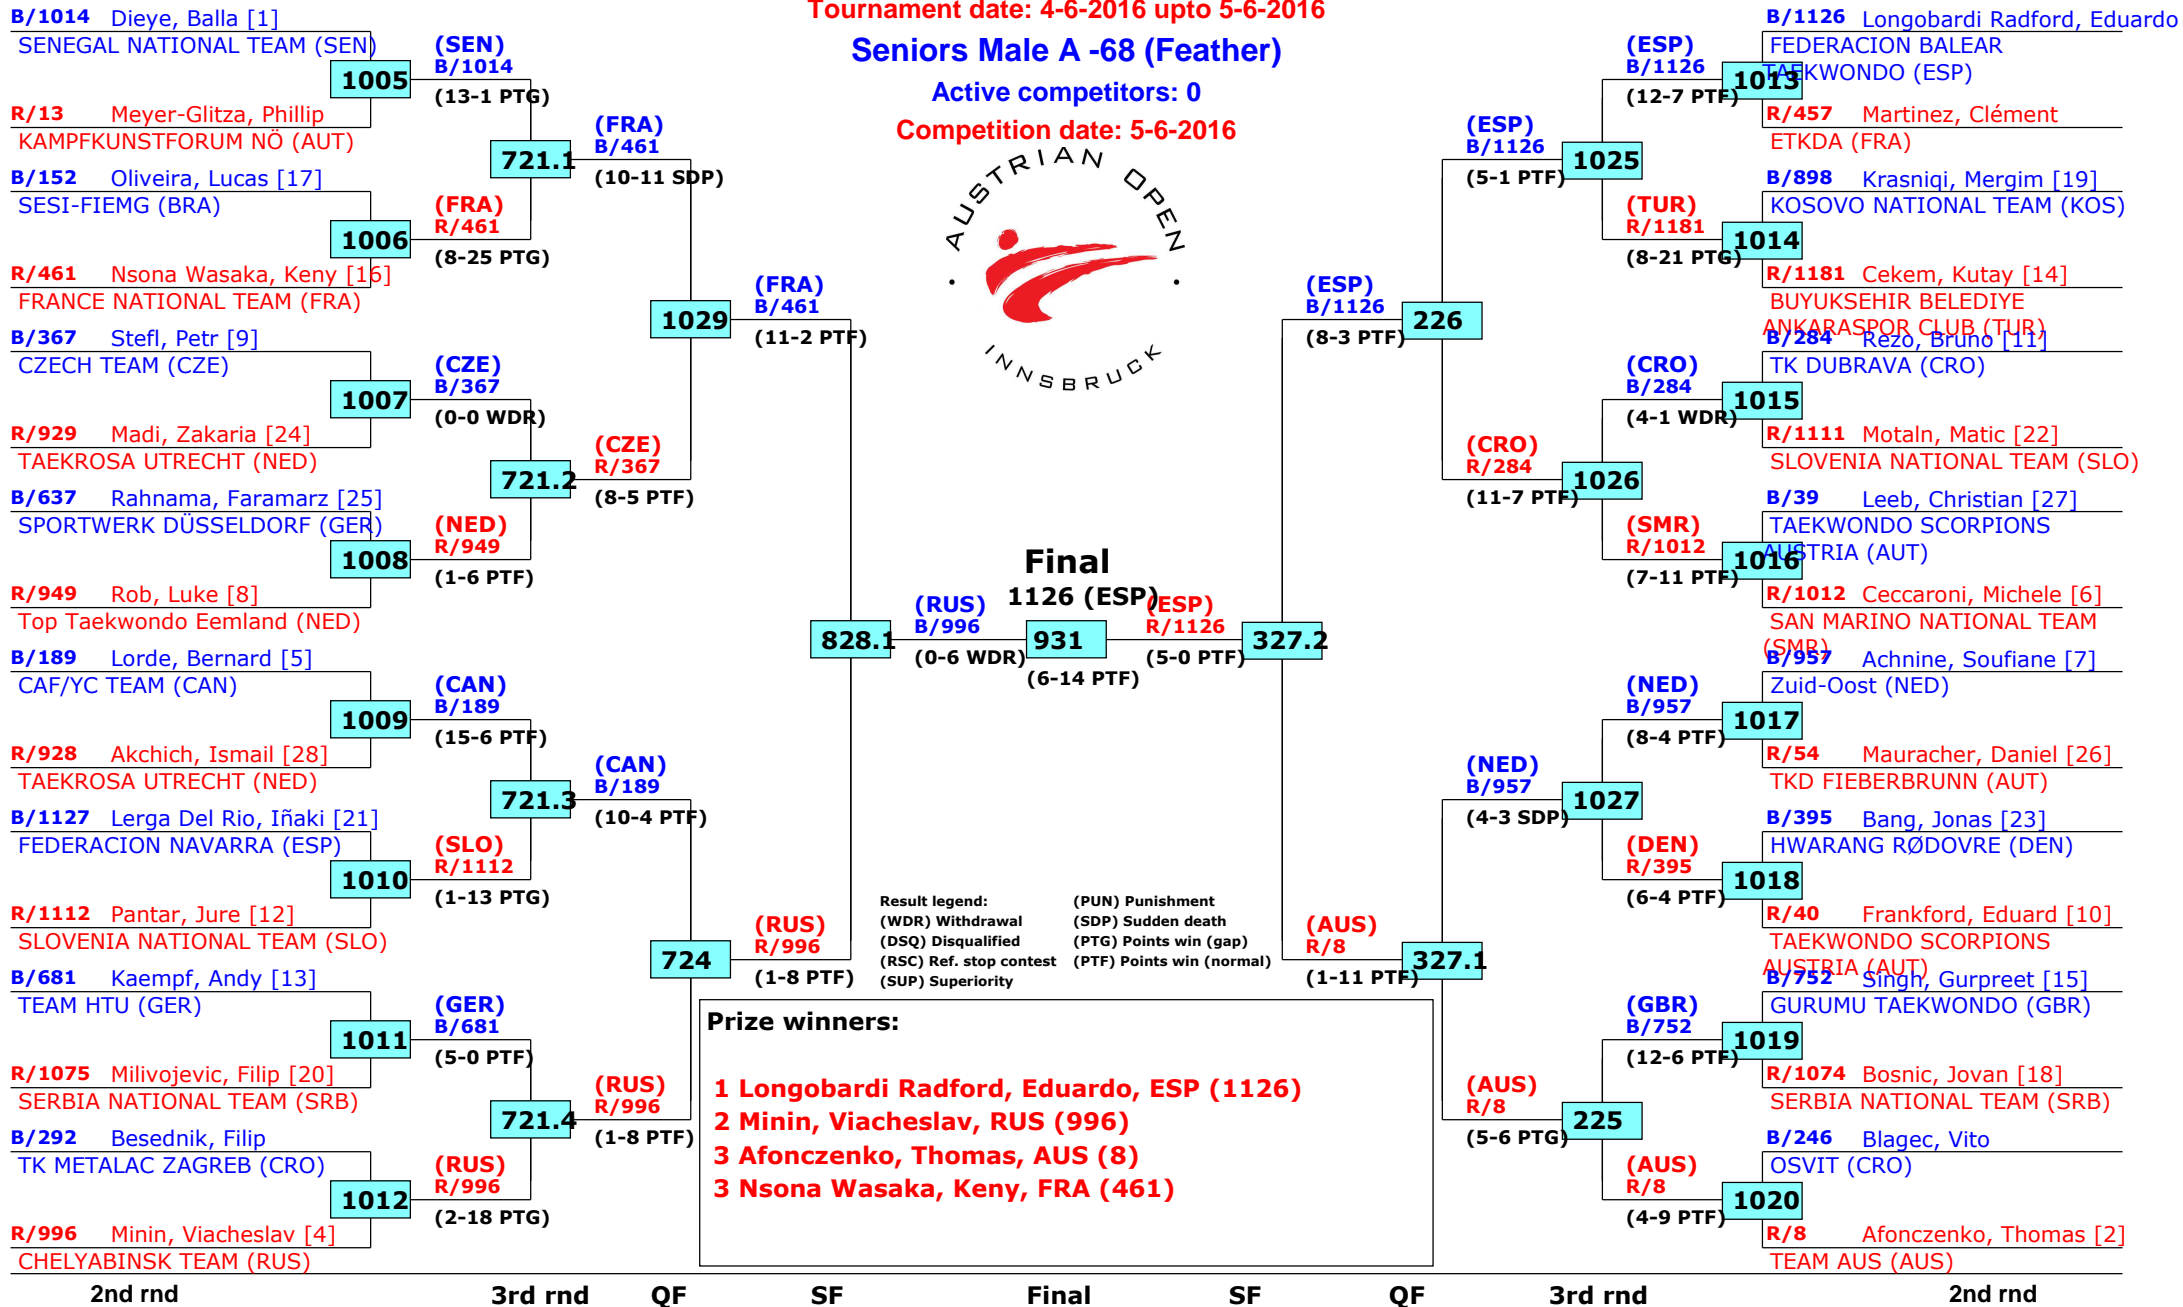 Tournament date: 4-6-2016 upto 5-6-2016
Seniors Male A -68 (Feather)
Active competitors: 0
Competition date: 5-6-2016
AUSTRIAN OPEN
INNSBRUCK
B/1014 Dieye, Balla [1]
SENEGAL NATIONAL TEAM (SEN)
1005
R/13 Meyer-Glitza, Phillip
KAMPFKUNSTFORUM NÖ (AUT)
B/152 Oliveira, Lucas [17]
SESI-FIEMG (BRA)
1006
R/461 Nsona Wasaka, Keny [16]
FRANCE NATIONAL TEAM (FRA)
B/367 Stefl, Petr [9]
CZECH TEAM (CZE)
1007
R/929 Madi, Zakaria [24]
TAEKROSA UTRECHT (NED)
B/637 Rahnama, Faramarz [25]
SPORTWERK DÜSSELDORF (GER)
1008
R/949 Rob, Luke [8]
Top Taekwondo Eemland (NED)
B/189 Lorde, Bernard [5]
CAF/YC TEAM (CAN)
1009
R/928 Akchich, Ismail [28]
TAEKROSA UTRECHT (NED)
B/1127 Lerga Del Rio, Iñaki [21]
FEDERACION NAVARRA (ESP)
1010
R/1112 Pantar, Jure [12]
SLOVENIA NATIONAL TEAM (SLO)
B/681 Kaempf, Andy [13]
TEAM HTU (GER)
1011
R/1075 Milivojevic, Filip [20]
SERBIA NATIONAL TEAM (SRB)
B/292 Besednik, Filip
TK METALAC ZAGREB (CRO)
1012
R/996 Minin, Viacheslav [4]
CHELYABINSK TEAM (RUS)
(SEN)
B/1014
(13-1 PTG)
721.1
(FRA)
R/461
(8-25 PTG)
(CZE)
B/367
(0-0 WDR)
721.2
(NED)
R/949
(1-6 PTF)
(CAN)
B/189
(15-6 PTF)
721.3
(SLO)
R/1112
(1-13 PTG)
(GER)
B/681
(5-0 PTF)
721.4
(RUS)
R/996
(2-18 PTG)
(FRA)
B/461
(10-11 SDP)
1029
(CZE)
R/367
(8-5 PTF)
(CAN)
B/189
(10-4 PTF)
724
(RUS)
R/996
(1-8 PTF)
(FRA)
B/461
(11-2 PTF)
828.1
(RUS)
R/996
(1-8 PTF)
(RUS)
B/996
(0-6 WDR)
Final
1126 (ESP)
931
(6-14 PTF)
(ESP)
R/1126
(5-0 PTF)
327.2
(ESP)
B/1126
(8-3 PTF)
226
(AUS)
R/8
(1-11 PTF)
327.1
(ESP)
B/1126
(5-1 PTF)
1025
(CRO)
R/284
(11-7 PTF)
1026
(NED)
B/957
(4-3 SDP)
1027
(AUS)
R/8
(5-6 PTG)
225
(ESP)
B/1126
(12-7 PTF)
(TUR)
R/1181
(8-21 PTG)
(CRO)
B/284
(4-1 WDR)
(SMR)
R/1012
(7-11 PTF)
(NED)
B/957
(8-4 PTF)
(DEN)
R/395
(6-4 PTF)
(GBR)
B/752
(12-6 PTF)
(AUS)
R/8
(4-9 PTF)
B/1126 Longobardi Radford, Eduardo
FEDERACION BALEAR
TAEKWONDO (ESP)
1013
R/457 Martinez, Clément
ETKDA (FRA)
B/898 Krasniqi, Mergim [19]
KOSOVO NATIONAL TEAM (KOS)
1014
R/1181 Cekem, Kutay [14]
BUYUKSEHIR BELEDIYE
ANKARASPOR CLUB (TUR)
B/284 Rezo, Bruno [11]
TK DUBRAVA (CRO)
1015
R/1111 Motaln, Matic [22]
SLOVENIA NATIONAL TEAM (SLO)
B/39 Leeb, Christian [27]
TAEKWONDO SCORPIONS
AUSTRIA (AUT)
1016
R/1012 Ceccaroni, Michele [6]
SAN MARINO NATIONAL TEAM
(SMR)
B/957 Achnine, Soufiane [7]
Zuid-Oost (NED)
1017
R/54 Mauracher, Daniel [26]
TKD FIEBERBRUNN (AUT)
B/395 Bang, Jonas [23]
HWARANG RØDOVRE (DEN)
1018
R/40 Frankford, Eduard [10]
TAEKWONDO SCORPIONS
AUSTRIA (AUT)
B/752 Singh, Gurpreet [15]
GURUMU TAEKWONDO (GBR)
1019
R/1074 Bosnic, Jovan [18]
SERBIA NATIONAL TEAM (SRB)
B/246 Blagec, Vito
OSVIT (CRO)
1020
R/8 Afonczenko, Thomas [2]
TEAM AUS (AUS)
Result legend: (PUN) Punishment
(WDR) Withdrawal (SDP) Sudden death
(DSQ) Disqualified (PTG) Points win (gap)
(RSC) Ref. stop contest (PTF) Points win (normal)
(SUP) Superiority
Prize winners:
1 Longobardi Radford, Eduardo, ESP (1126)
2 Minin, Viacheslav, RUS (996)
3 Afonczenko, Thomas, AUS (8)
3 Nsona Wasaka, Keny, FRA (461)
2nd rnd 3rd rnd QF SF Final SF QF 3rd rnd 2nd rnd